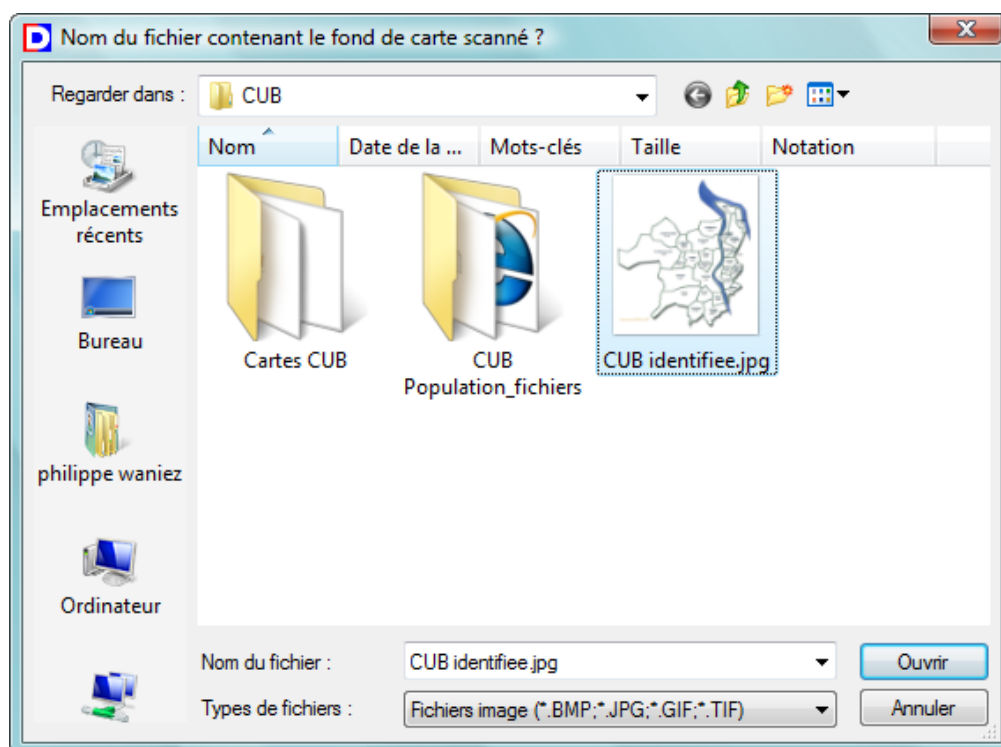 D Nom du fichier contenant le fond de carte scanné ?
Regarder dans : CUB
Nom Date de la ... Mots-clés Taille Notation
Emplacements
récents
Bureau
philippe waniez
Ordinateur
Cartes CUB
CUB
Population_fichiers
CUB identifiee.jpg
Nom du fichier : CUB identifiee.jpg Ouvrir
Types de fichiers : Fichiers image (*.BMP;*.JPG;*.GIF;*.TIF) Annuler